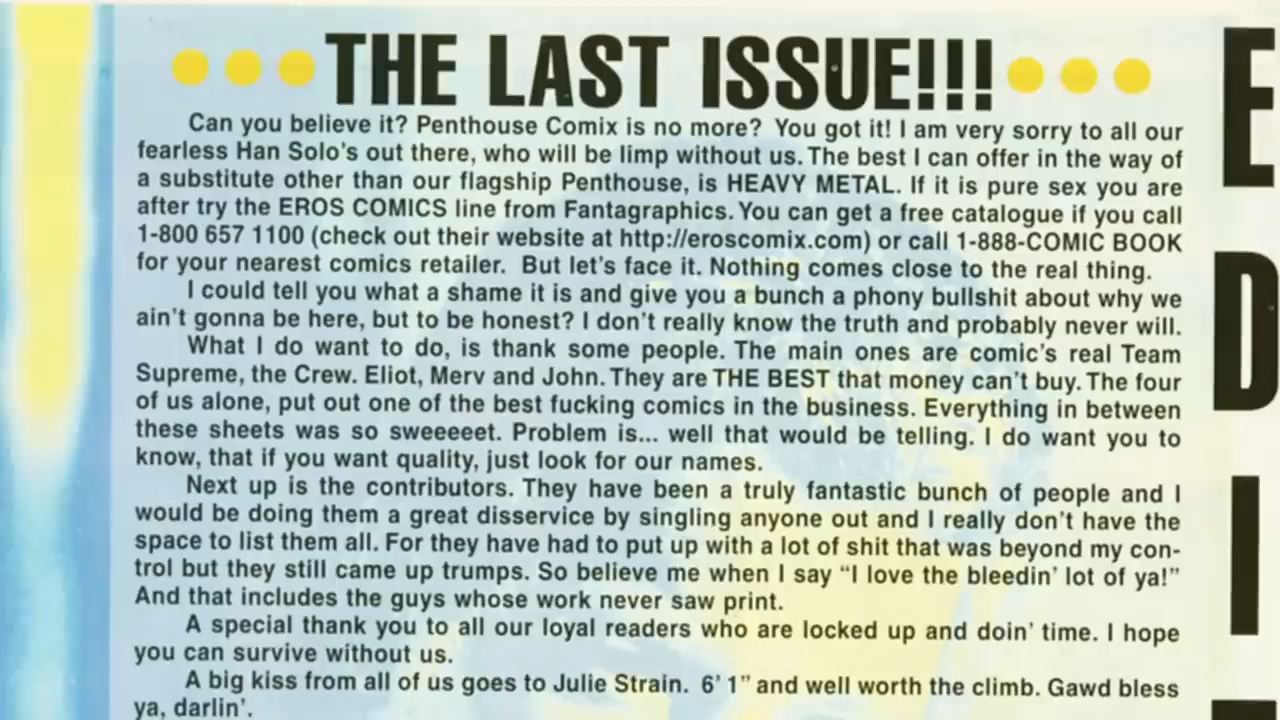 THE LAST ISSUE!!!
Can you believe it? Penthouse Comix is no more? You got it! I am very sorry to all our
fearless Han Solo's out there, who will be limp without us. The best I can offer in the way of
a substitute other than our flagship Penthouse, is HEAVY METAL. If it is pure sex you are
after try the EROS COMICS line from Fantagraphics. You can get a free catalogue if you call
1-800 657 1100 (check out their website at http://eroscomix.com) or call 1-888-COMIC BOOK
for your nearest comics retailer. But let's face it. Nothing comes close to the real thing.
I could tell you what a shame it is and give you a bunch a phony bullshit about why we
ain't gonna be here, but to be honest? I don't really know the truth and probably never will.
What I do want to do, is thank some people. The main ones are comic's real Team
Supreme, the Crew. Eliot, Merv and John. They are THE BEST that money can't buy. The four
of us alone, put out one of the best fucking comics in the business. Everything in between
these sheets was so sweeeeet. Problem is... well that would be telling. I do want you to
know, that if you want quality, just look for our names.
Next up is the contributors. They have been a truly fantastic bunch of people and I
would be doing them a great disservice by singling anyone out and I really don't have the
space to list them all. For they have had to put up with a lot of shit that was beyond my con-
trol but they still came up trumps. So believe me when I say "I love the bleedin' lot of ya!"
And that includes the guys whose work never saw print.
A special thank you to all our loyal readers who are locked up and doin' time. I hope
you can survive without us.
A big kiss from all of us goes to Julie Strain. 6' 1" and well worth the climb. Gawd bless
ya, darlin'.
E
D
I